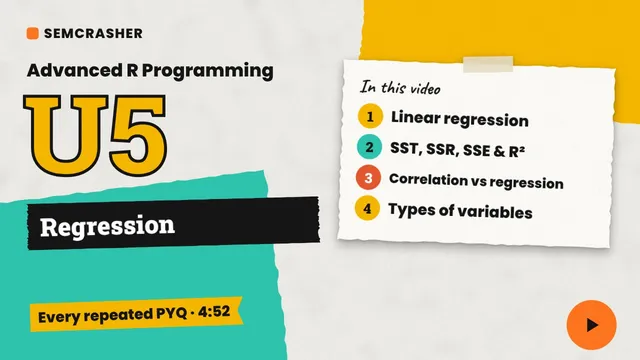 SEMCRASHER
Advanced R Programming
U5
Regression
Every repeated PYQ · 4:52
In this video
1 Linear regression
2 SST, SSR, SSE & R²
3 Correlation vs regression
4 Types of variables